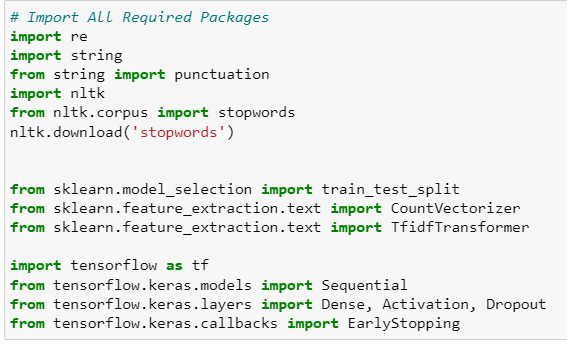 # Import All Required Packages
import re
import string
from string import punctuation
import nltk
from nltk.corpus import stopwords
nltk.download('stopwords')
from sklearn.model_selection import train_test_split
from sklearn.feature_extraction.text import CountVectorizer
from sklearn.feature_extraction.text import TfidfTransformer
import tensorflow as tf
from tensorflow.keras.models import Sequential
from tensorflow.keras.layers import Dense, Activation, Dropout
from tensorflow.keras.callbacks import EarlyStopping